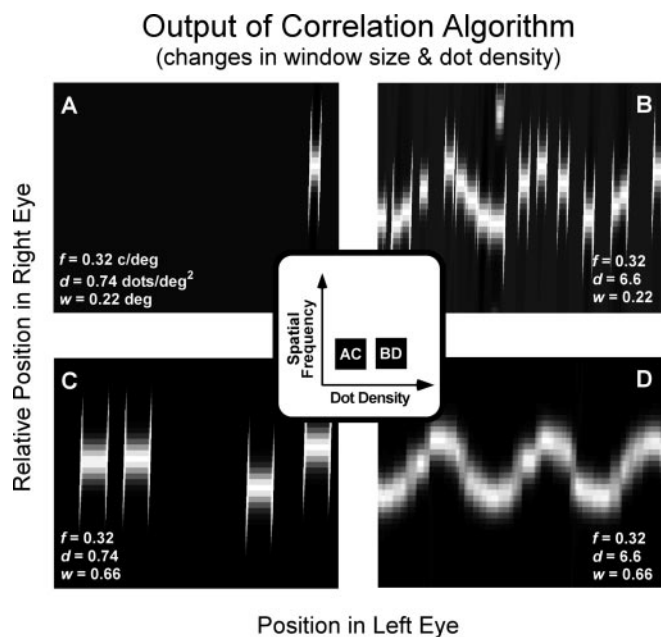 Output of Correlation Algorithm
(changes in window size & dot density)
Relative Position in Right Eye
A
f = 0.32 c/deg
d = 0.74 dots/deg²
w = 0.22 deg
B
f = 0.32
d = 6.6
w = 0.22
Spatial
Frequency
AC
BD
Dot Density
C
f = 0.32
d = 0.74
w = 0.66
D
f = 0.32
d = 6.6
w = 0.66
Position in Left Eye